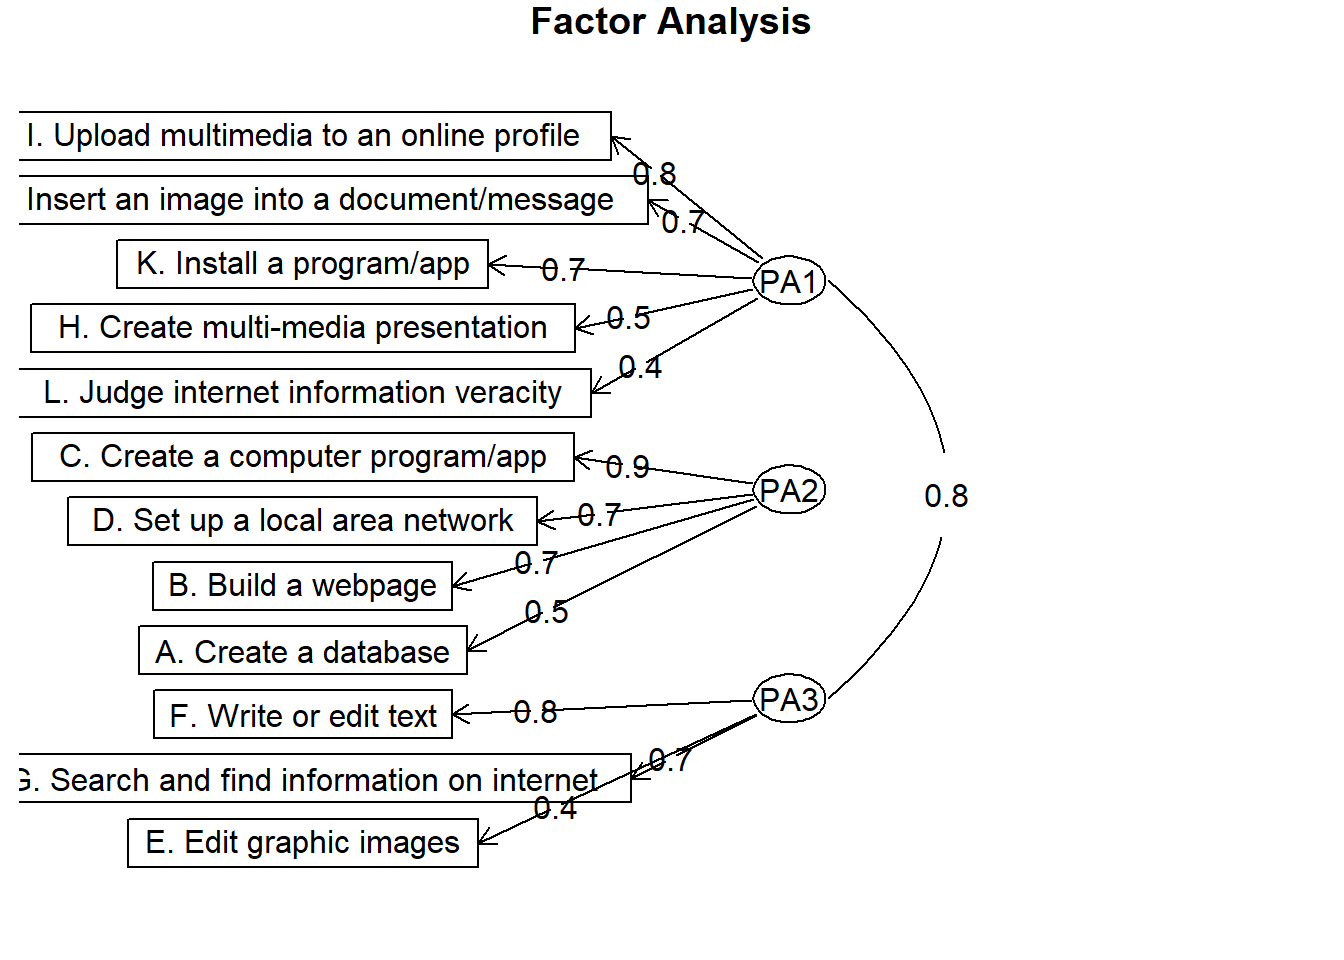 Factor Analysis
I. Upload multimedia to an online profile
0.8
Insert an image into a document/message
0.7
K. Install a program/app
0.7
PA1
H. Create multi-media presentation
0.5
L. Judge internet information veracity
0.4
C. Create a computer program/app
0.9
PA2
0.8
D. Set up a local area network
0.7
B. Build a webpage
0.7
A. Create a database
0.5
F. Write or edit text
0.8
PA3
G. Search and find information on internet
0.7
E. Edit graphic images
0.4